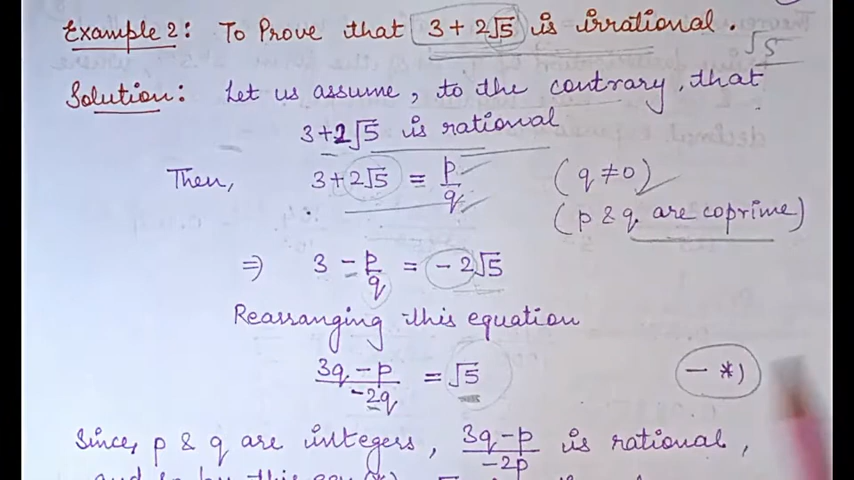 Example 2: To Prove that 3 + 2√5 is irrational.
√5
Solution: Let us assume, to the contrary, that
3+2√5 is rational
Then, 3 + 2√5 = p/q (q ≠ 0)
(p & q are coprime)
⇒ 3 - p/q = - 2√5
Rearranging this equation
3q - p / -2q = √5 - *)
Since, p & q are integers, 3q - p / -2p is rational,